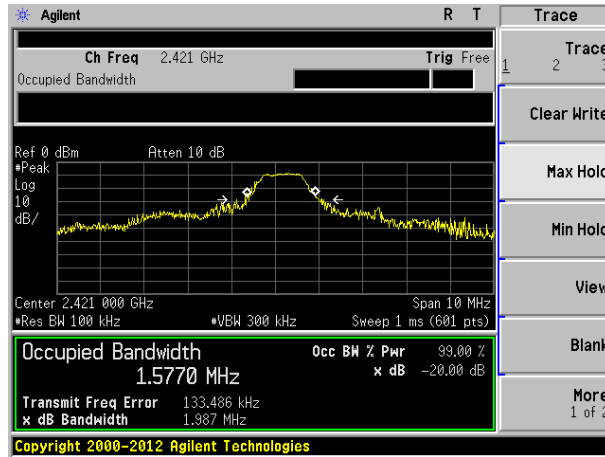 Agilent R T Trace
Ch Freq 2.421 GHz Trig Free
Occupied Bandwidth
Trace
1 2 3
Clear Write
Max Hold
Min Hold
View
Blank
More
1 of 2
Ref 0 dBm Atten 10 dB
#Peak
Log
10
dB/
Center 2.421 000 GHz Span 10 MHz
#Res BW 100 kHz #VBW 300 kHz Sweep 1 ms (601 pts)
Occupied Bandwidth Occ BW % Pwr 99.00 %
1.5770 MHz x dB -20.00 dB
Transmit Freq Error 133.486 kHz
x dB Bandwidth 1.987 MHz
Copyright 2000-2012 Agilent Technologies